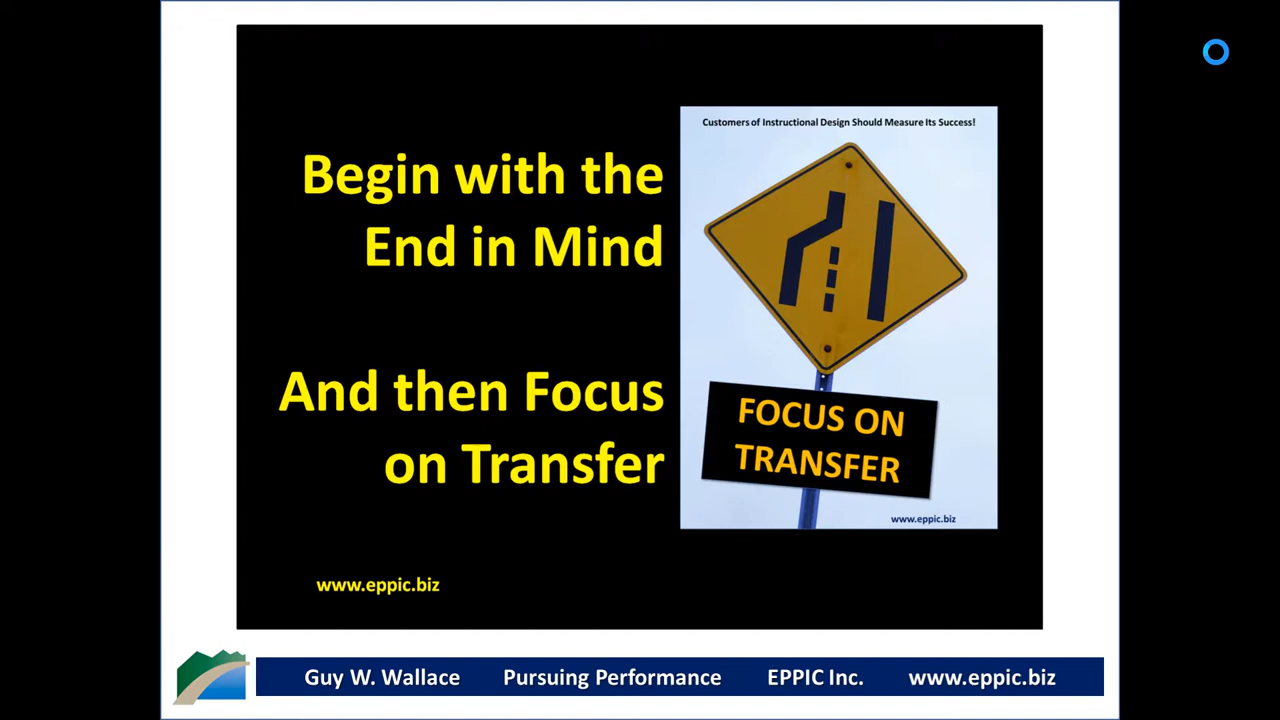 Begin with the
End in Mind
And then Focus
on Transfer
www.eppic.biz
Customers of Instructional Design Should Measure Its Success!
FOCUS ON
TRANSFER
www.eppic.biz
Guy W. Wallace Pursuing Performance EPPIC Inc. www.eppic.biz